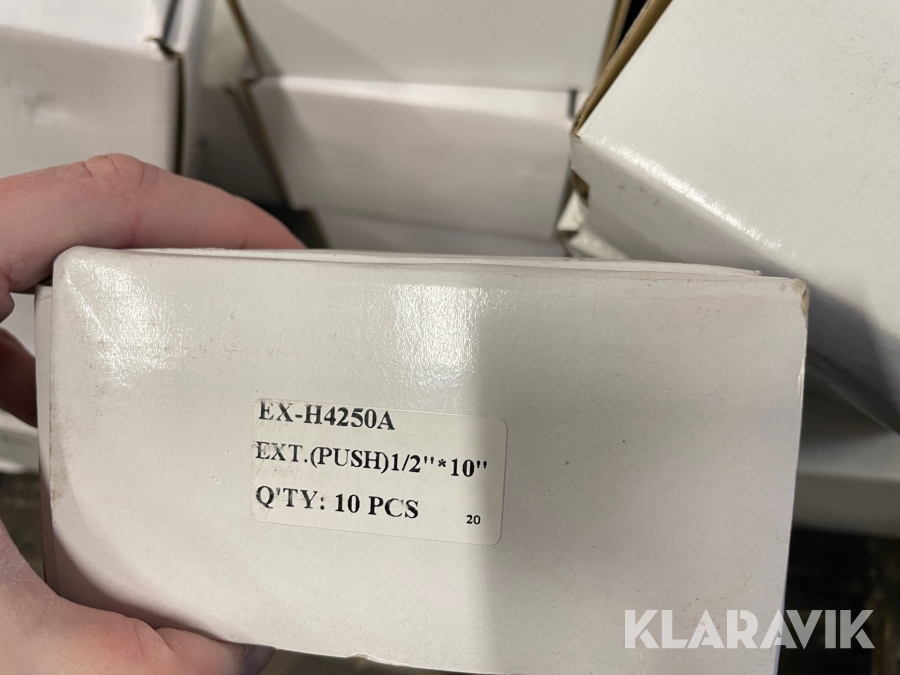 EX-H4250A
EXT.(PUSH)1/2"*10"
Q'TY: 10 PCS 20
KLARAVIK